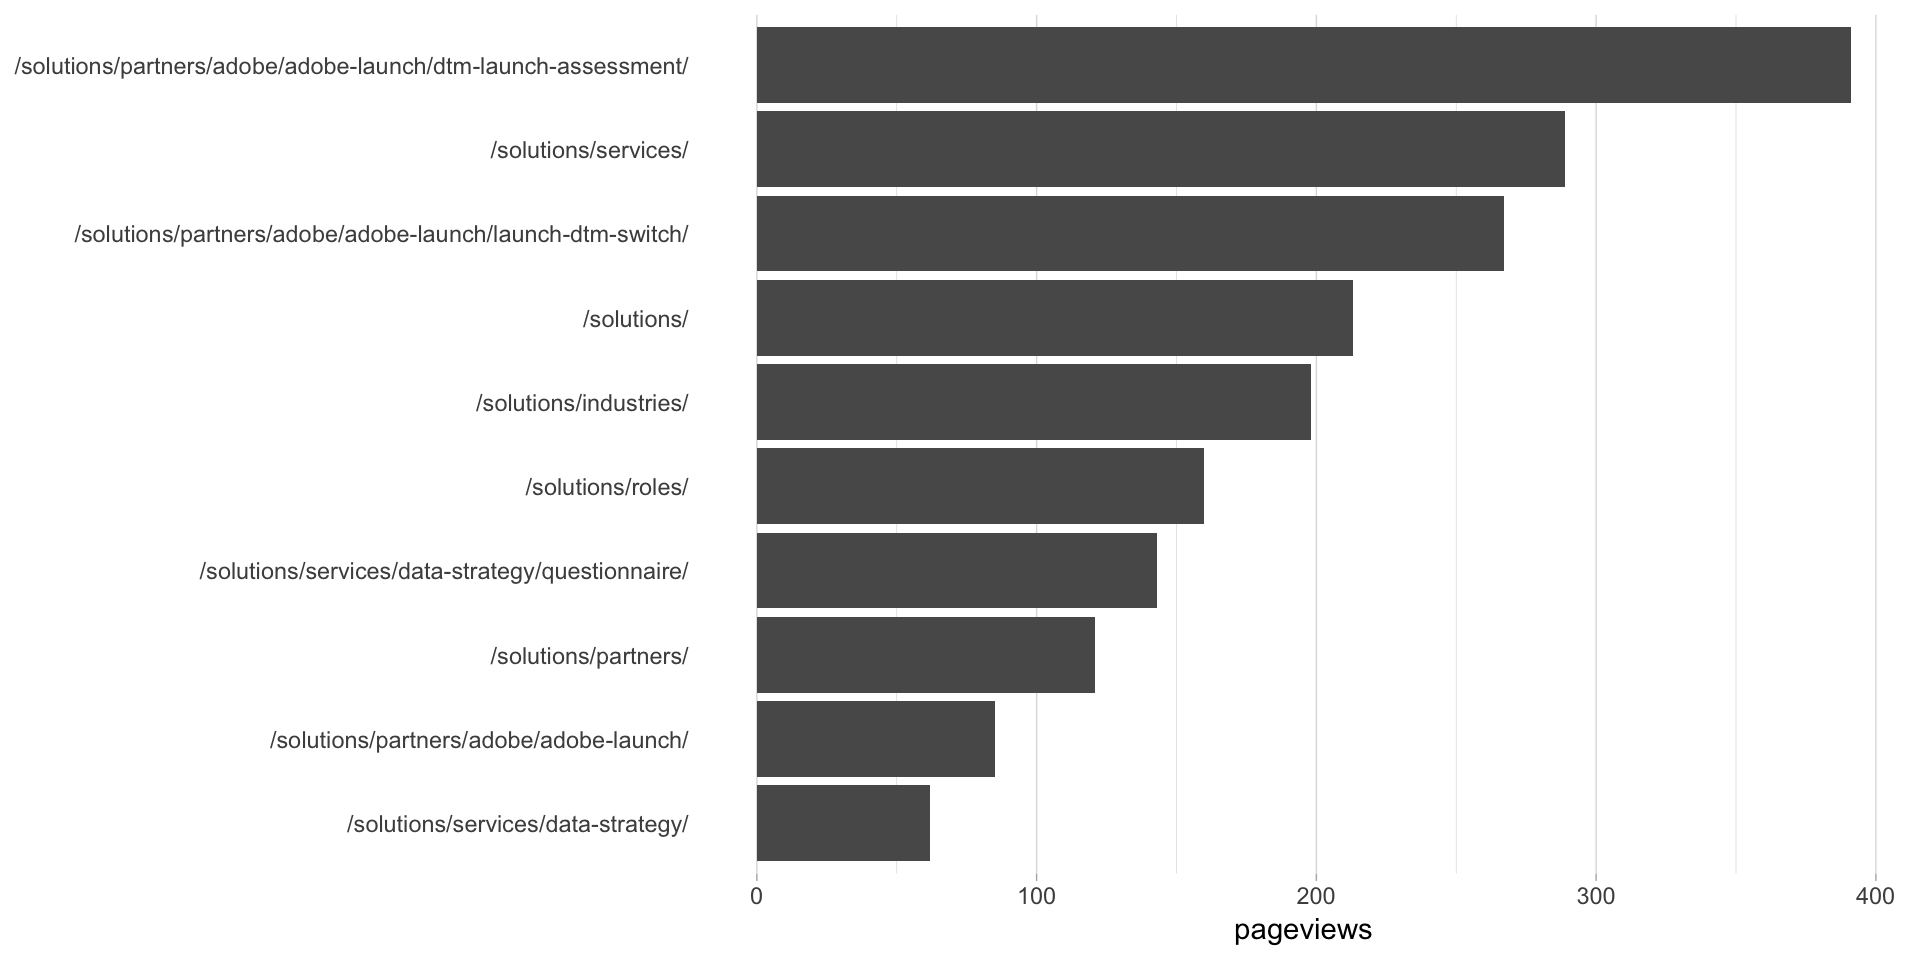 /solutions/partners/adobe/adobe-launch/dtm-launch-assessment/
/solutions/services/
/solutions/partners/adobe/adobe-launch/launch-dtm-switch/
/solutions/
/solutions/industries/
/solutions/roles/
/solutions/services/data-strategy/questionnaire/
/solutions/partners/
/solutions/partners/adobe/adobe-launch/
/solutions/services/data-strategy/
0 100 200 300 400
pageviews